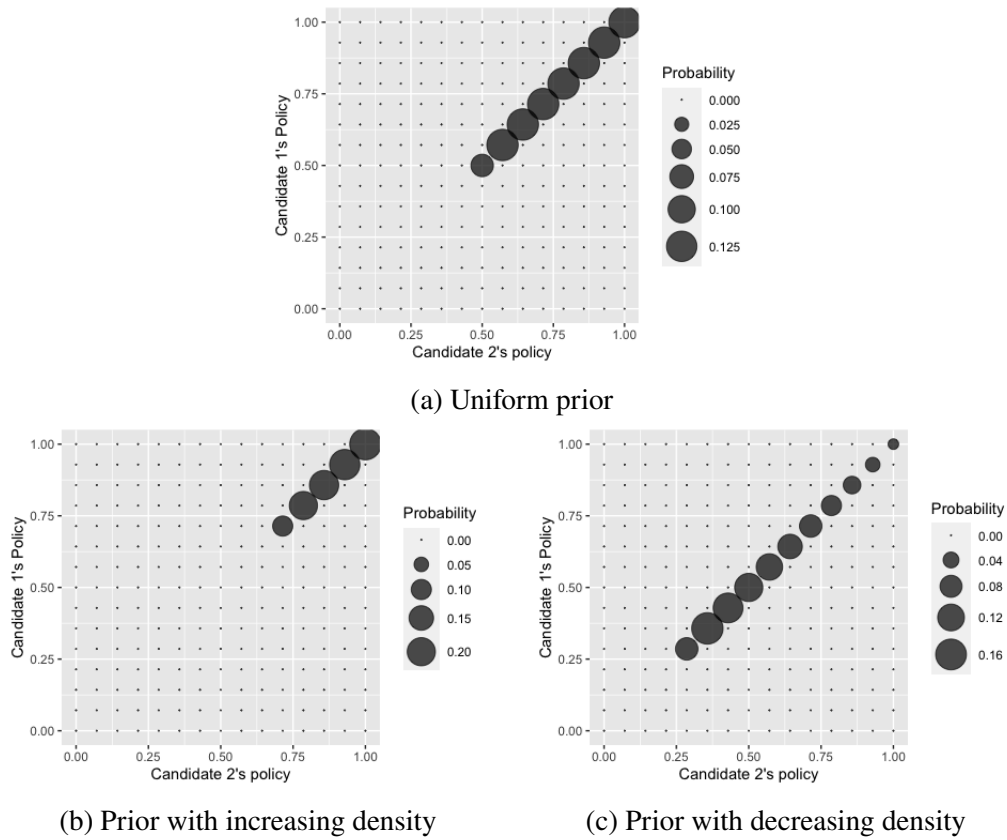 1.00
0.75
0.50
0.25
0.00
Candidate 1's Policy
0.00 0.25 0.50 0.75 1.00
Candidate 2's policy
Probability
0.000
0.025
0.050
0.075
0.100
0.125
(a) Uniform prior
1.00
0.75
0.50
0.25
0.00
Candidate 1's Policy
0.00 0.25 0.50 0.75 1.00
Candidate 2's policy
Probability
0.00
0.05
0.10
0.15
0.20
(b) Prior with increasing density
1.00
0.75
0.50
0.25
0.00
Candidate 1's Policy
0.00 0.25 0.50 0.75 1.00
Candidate 2's policy
Probability
0.00
0.04
0.08
0.12
0.16
(c) Prior with decreasing density